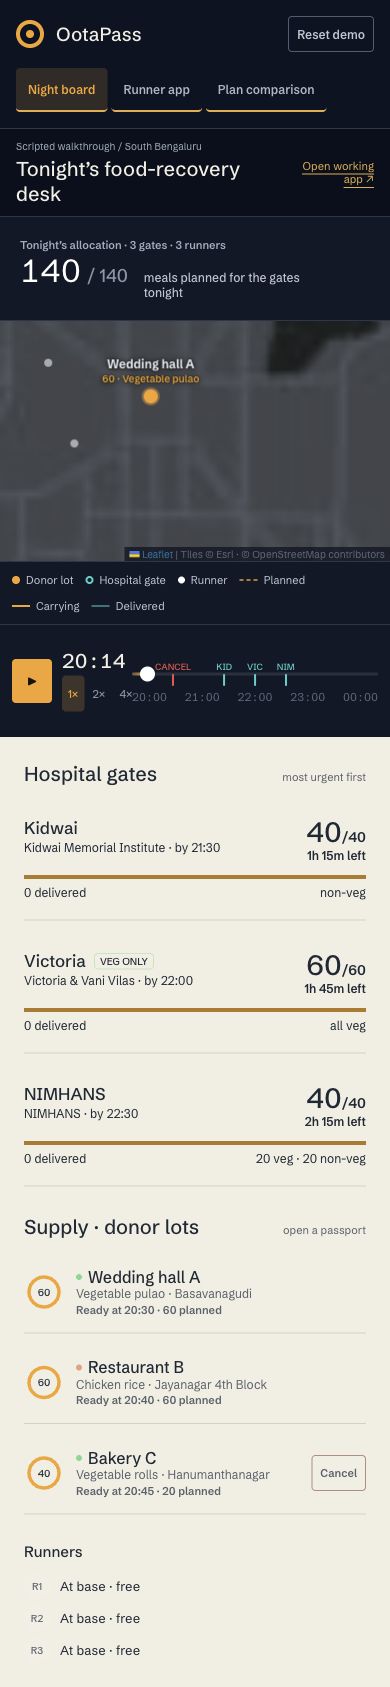 OotaPass
Reset demo
Night board
Runner app
Plan comparison
Scripted walkthrough / South Bengaluru
Tonight's food-recovery
desk
Open working
app ↗
Tonight's allocation · 3 gates · 3 runners
140 / 140
meals planned for the gates
tonight
Wedding hall A
60 · Vegetable pulao
Leaflet | Tiles © Esri · © OpenStreetMap contributors
Donor lot
Hospital gate
Runner
Planned
Carrying
Delivered
20:14
1× 2× 4×
CANCEL KID VIC NIM
20:00 21:00 22:00 23:00 00:00
Hospital gates
most urgent first
Kidwai
Kidwai Memorial Institute · by 21:30
40/40
1h 15m left
0 delivered
non-veg
Victoria VEG ONLY
Victoria & Vani Vilas · by 22:00
60/60
1h 45m left
0 delivered
all veg
NIMHANS
NIMHANS · by 22:30
40/40
2h 15m left
0 delivered
20 veg · 20 non-veg
Supply · donor lots
open a passport
60
Wedding hall A
Vegetable pulao · Basavanagudi
Ready at 20:30 · 60 planned
60
Restaurant B
Chicken rice · Jayanagar 4th Block
Ready at 20:40 · 60 planned
40
Bakery C
Vegetable rolls · Hanumanthanagar
Ready at 20:45 · 20 planned
Cancel
Runners
R1 At base · free
R2 At base · free
R3 At base · free